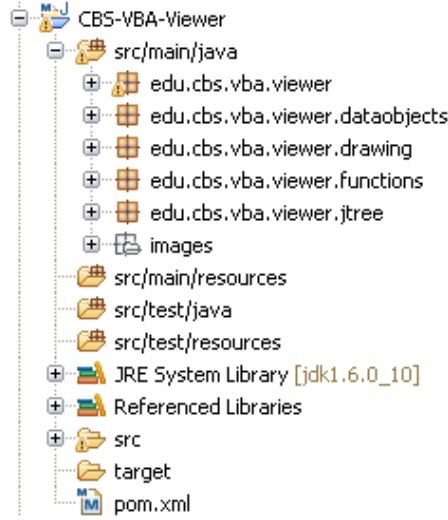 CBS-VBA-Viewer
src/main/java
edu.cbs.vba.viewer
edu.cbs.vba.viewer.dataobjects
edu.cbs.vba.viewer.drawing
edu.cbs.vba.viewer.functions
edu.cbs.vba.viewer.jtree
images
src/main/resources
src/test/java
src/test/resources
JRE System Library [jdk1.6.0_10]
Referenced Libraries
src
target
pom.xml